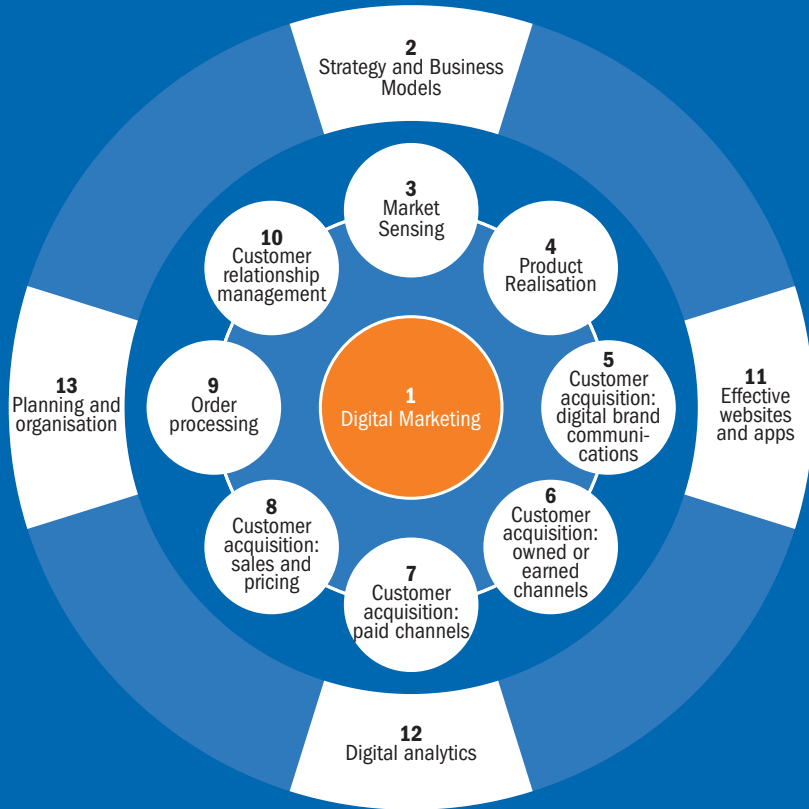 2
Strategy and Business
Models
3
Market
Sensing
10
Customer
relationship
management
4
Product
Realisation
1
Digital Marketing
5
Customer
acquisition:
digital brand
communi-
cations
11
Effective
websites
and apps
13
Planning and
organisation
9
Order
processing
8
Customer
acquisition:
sales and
pricing
6
Customer
acquisition:
owned or
earned
channels
7
Customer
acquisition:
paid channels
12
Digital analytics